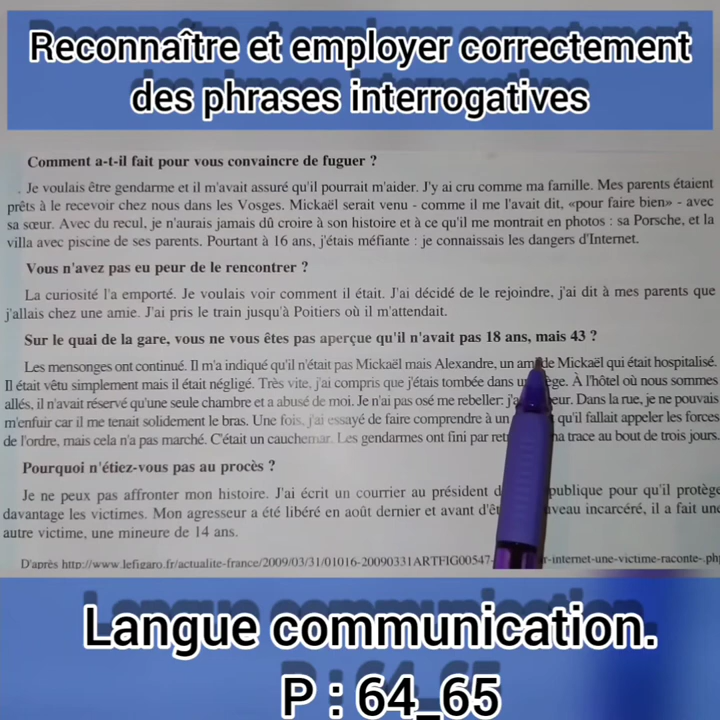 Reconnaître et employer correctement
des phrases interrogatives
Comment a-t-il fait pour vous convaincre de fuguer ?
Je voulais être gendarme et il m'avait assuré qu'il pourrait m'aider. J'y ai cru comme ma famille. Mes parents étaient
prêts à le recevoir chez nous dans les Vosges. Mickaël serait venu - comme il me l'avait dit, «pour faire bien» - avec
sa sœur. Avec du recul, je n'aurais jamais dû croire à son histoire et à ce qu'il me montrait en photos : sa Porsche, et la
villa avec piscine de ses parents. Pourtant à 16 ans, j'étais méfiante : je connaissais les dangers d'Internet.
Vous n'avez pas eu peur de le rencontrer ?
La curiosité l'a emporté. Je voulais voir comment il était. J'ai décidé de le rejoindre, j'ai dit à mes parents que
j'allais chez une amie. J'ai pris le train jusqu'à Poitiers où il m'attendait.
Sur le quai de la gare, vous ne vous êtes pas aperçue qu'il n'avait pas 18 ans, mais 43 ?
Les mensonges ont continué. Il m'a indiqué qu'il n'était pas Mickaël mais Alexandre, un ami de Mickaël qui était hospitalisé.
Il était vêtu simplement mais il était négligé. Très vite, j'ai compris que j'étais tombée dans À l'hôtel où nous sommes
allés, il n'avait réservé qu'une seule chambre et a abusé de moi. Je n'ai pas osé me rebeller: Dans la rue, je ne pouvais
m'enfuir car il me tenait solidement le bras. Une fois, j'ai essayé de faire comprendre à un qu'il fallait appeler les forces
de l'ordre, mais cela n'a pas marché. C'était un cauchemar. Les gendarmes ont fini par trace au bout de trois jours.
Pourquoi n'étiez-vous pas au procès ?
Je ne peux pas affronter mon histoire. J'ai écrit un courrier au président pour qu'il protège
davantage les victimes. Mon agresseur a été libéré en août dernier et avant incarcéré, il a fait une
autre victime, une mineure de 14 ans.
D'après http://www.lefigaro.fr/actualite-france/2009/03/31/01016-20090331ARTFIG00547- r-internet-une-victime-raconte-.ph
Langue communication.
P : 64_65